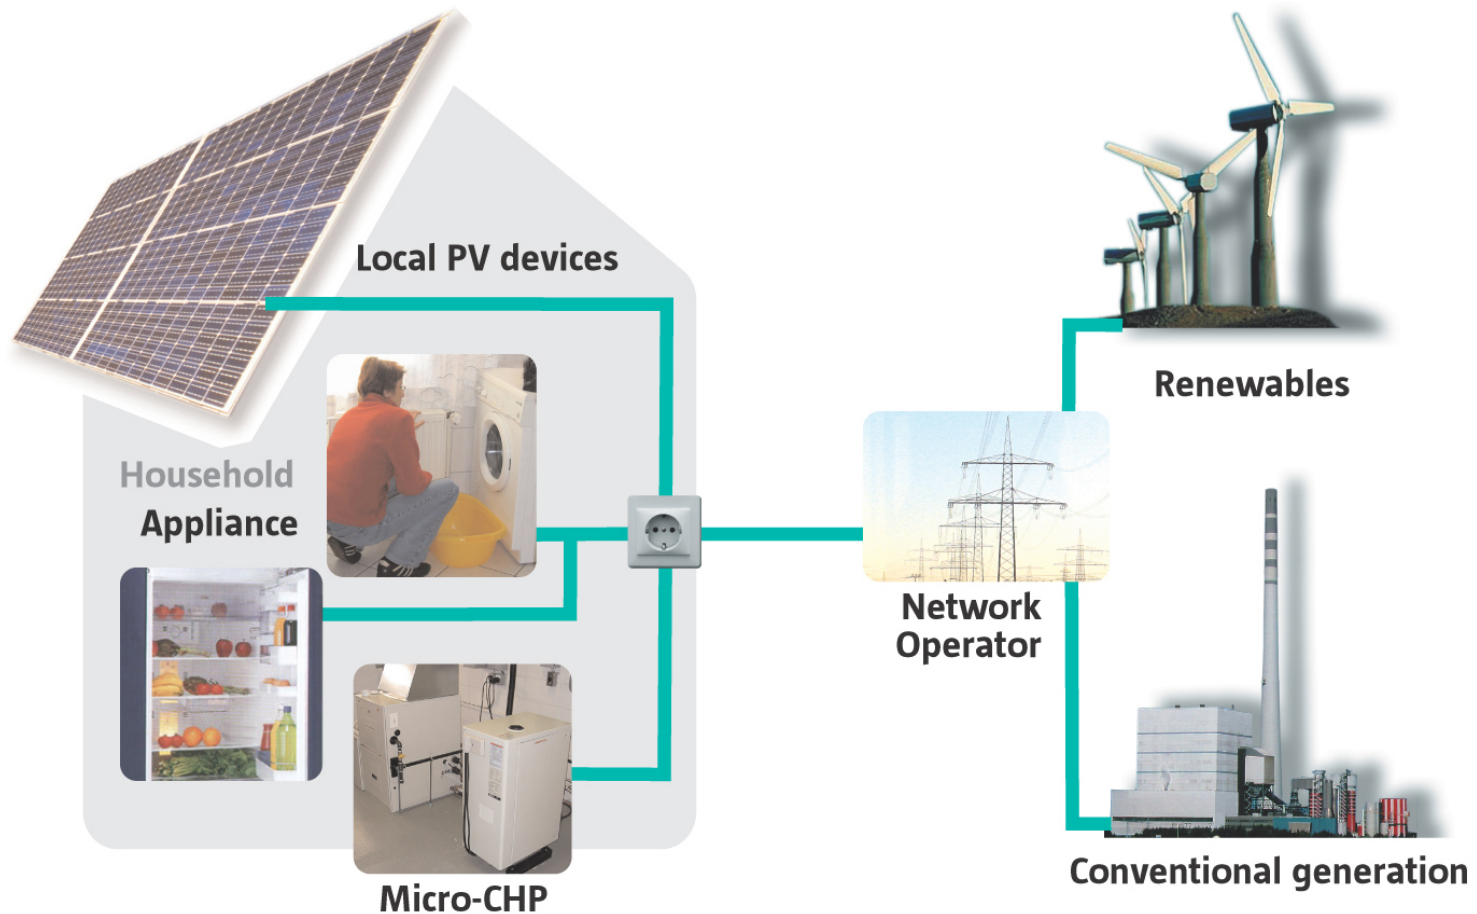 Local PV devices
Household
Appliance
Micro-CHP
Network
Operator
Renewables
Conventional generation